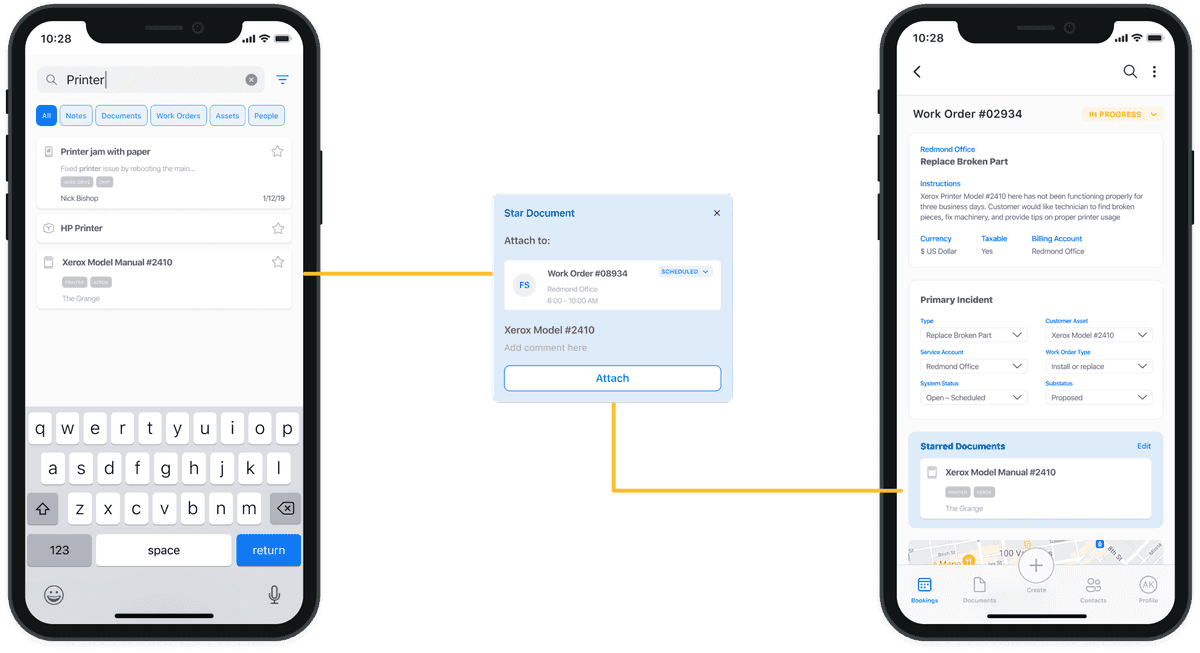 10:28
Printer
All Notes Documents Work Orders Assets People
Printer jam with paper
Fixed printer issue by rebooting the main...
HARD DRIVE CHIP
Nick Bishop 1/12/19
HP Printer
Xerox Model Manual #2410
PRINTER XEROX
The Grange
q w e r t y u i o p
a s d f g h j k l
z x c v b n m
123 space return
Star Document
Attach to:
FS
Work Order #08934 SCHEDULED
Redmond Office
6:00 – 10:00 AM
Xerox Model #2410
Add comment here
Attach
10:28
Work Order #02934 IN PROGRESS
Redmond Office
Replace Broken Part
Instructions
Xerox Printer Model #2410 here has not been functioning properly for
three business days. Customer would like technician to find broken
pieces, fix machinery, and provide tips on proper printer usage
Currency Taxable Billing Account
$ US Dollar Yes Redmond Office
Primary Incident
Type Customer Asset
Replace Broken Part Xerox Model #2410
Service Account Work Order Type
Redmond Office Install or replace
System Status Substatus
Open – Scheduled Proposed
Starred Documents Edit
Xerox Model Manual #2410
PRINTER XEROX
The Grange
Birch St
100
8th St
Mano
Create
Bookings Documents Contacts AK Profile